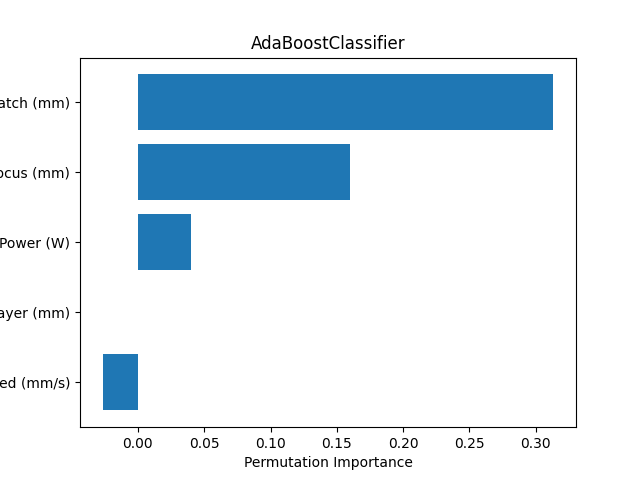 AdaBoostClassifier
atch (mm)
ocus (mm)
Power (W)
ayer (mm)
ed (mm/s)
0.00 0.05 0.10 0.15 0.20 0.25 0.30
Permutation Importance